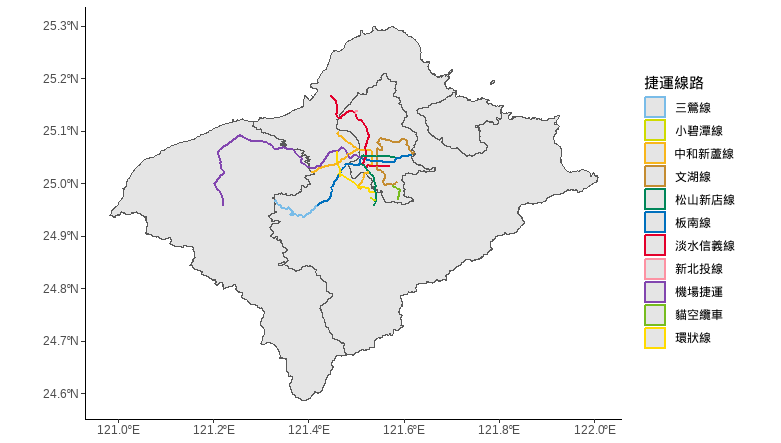 25.3°N
25.2°N
25.1°N
25.0°N
24.9°N
24.8°N
24.7°N
24.6°N
121.0°E
121.2°E
121.4°E
121.6°E
121.8°E
122.0°E
捷運線路
三鶯線
小碧潭線
中和新蘆線
文湖線
松山新店線
板南線
淡水信義線
新北投線
機場捷運
貓空纜車
環狀線